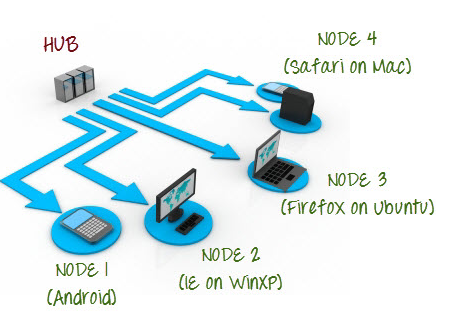 HUB
NODE 4
(Safari on Mac)
NODE 3
(Firefox on Ubuntu)
NODE 2
(IE on WinXP)
NODE 1
(Android)